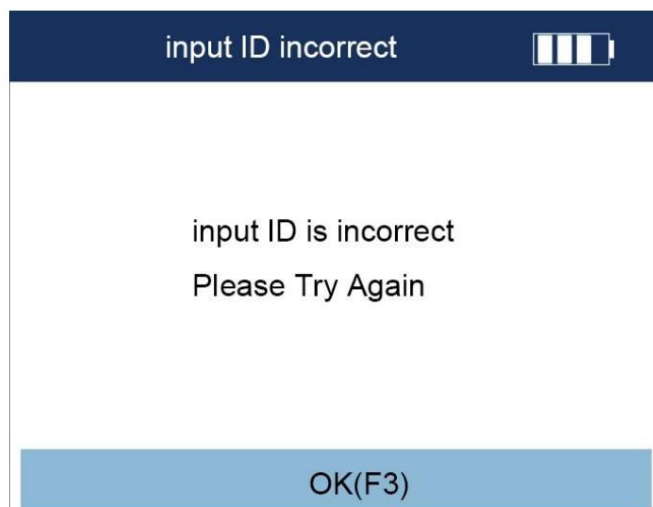 input ID incorrect
input ID is incorrect
Please Try Again
OK(F3)